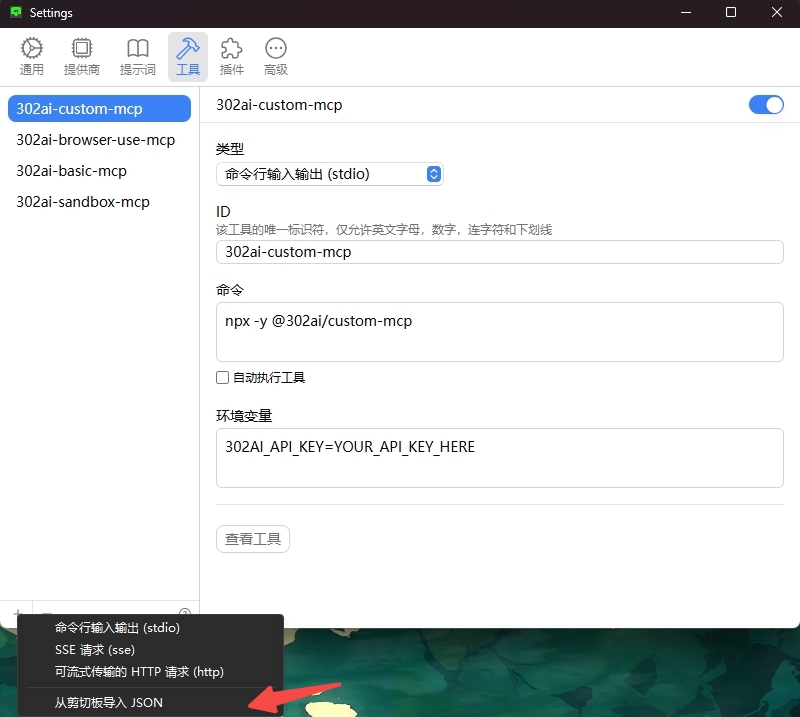 Settings
通用
提供商
提示词
工具
插件
高级
302ai-custom-mcp
302ai-browser-use-mcp
302ai-basic-mcp
302ai-sandbox-mcp
302ai-custom-mcp
类型
命令行输入输出 (stdio)
ID
该工具的唯一标识符，仅允许英文字母，数字，连字符和下划线
302ai-custom-mcp
命令
npx -y @302ai/custom-mcp
自动执行工具
环境变量
302AI_API_KEY=YOUR_API_KEY_HERE
查看工具
命令行输入输出 (stdio)
SSE 请求 (sse)
可流式传输的 HTTP 请求 (http)
从剪切板导入 JSON